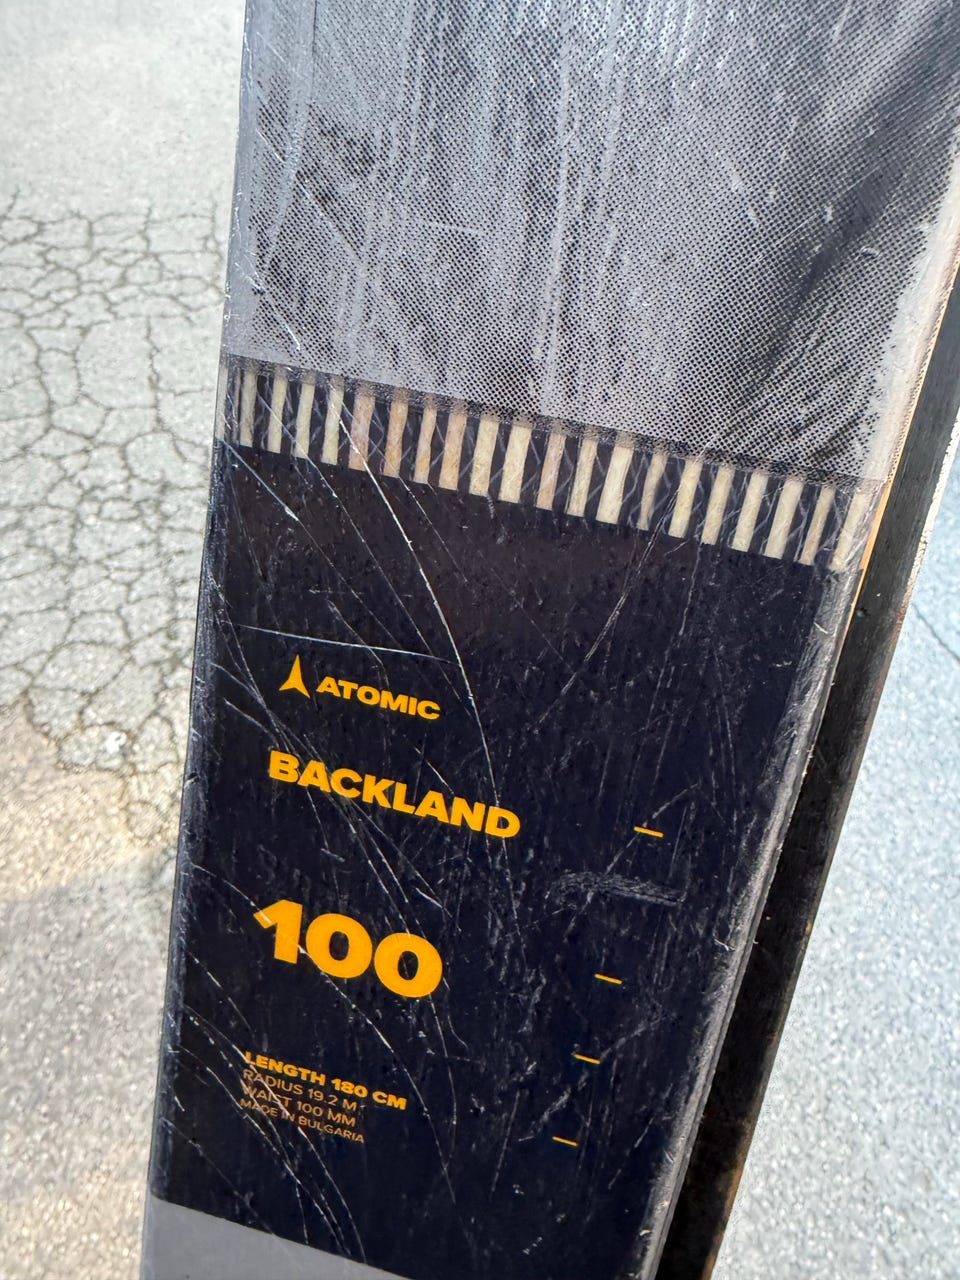 ATOMIC
BACKLAND
100
LENGTH 180 CM
RADIUS 19.2 M
WAIST 100 MM
MADE IN BULGARIA